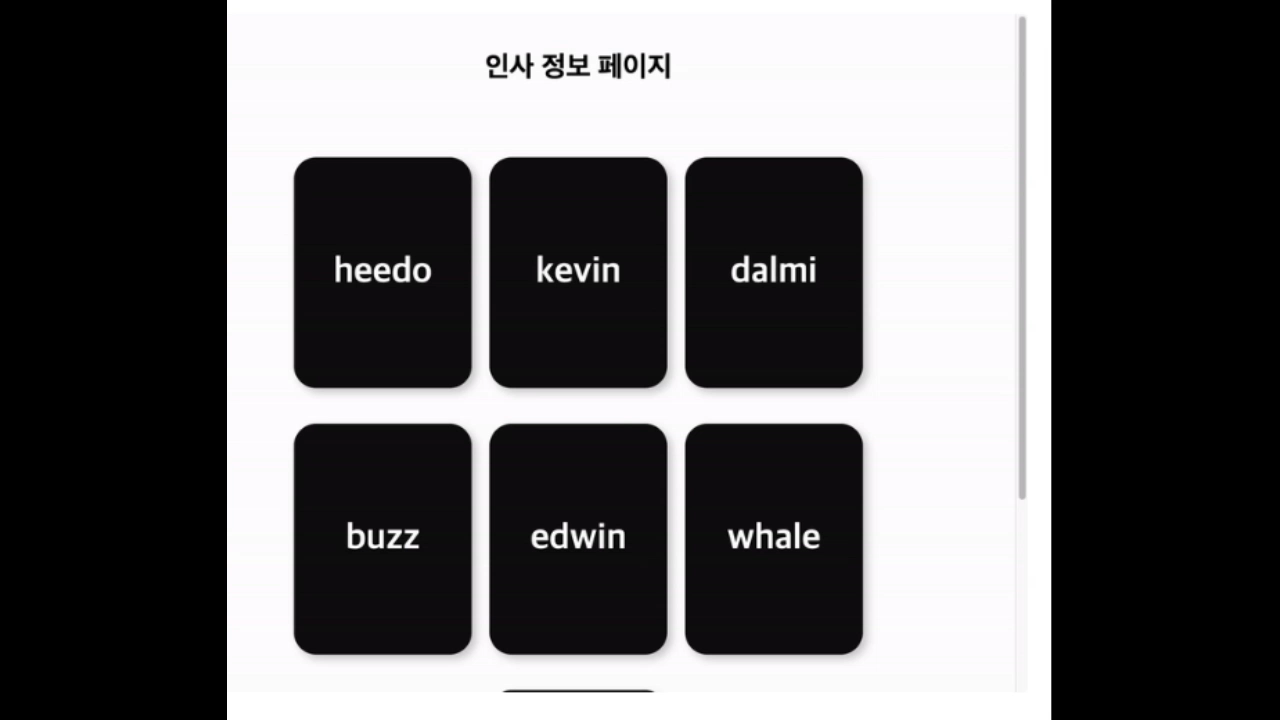 인사 정보 페이지
heedo kevin dalmi
buzz edwin whale